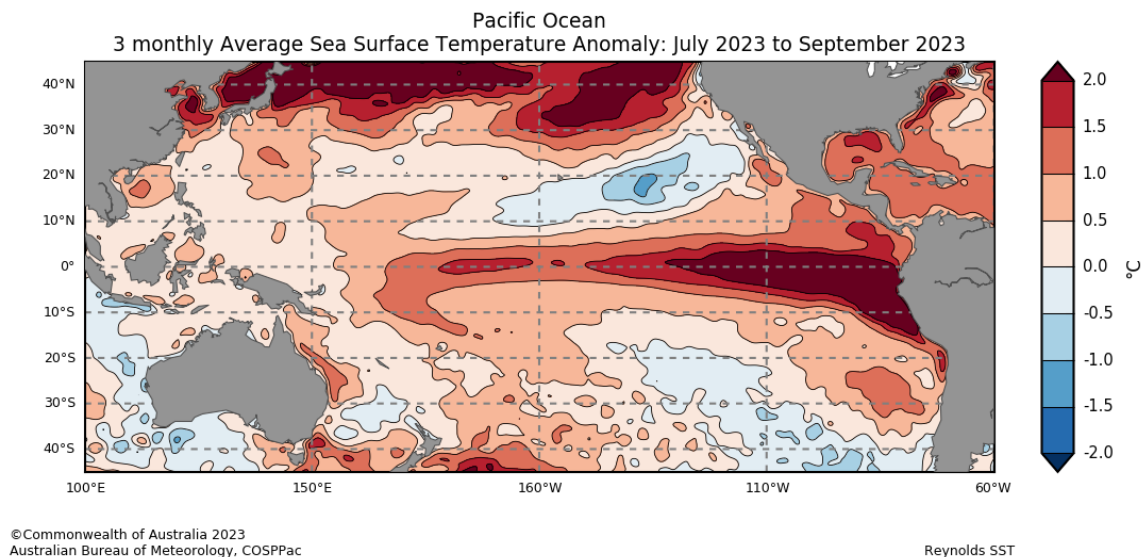 Pacific Ocean
3 monthly Average Sea Surface Temperature Anomaly: July 2023 to September 2023
40°N
30°N
20°N
10°N
0°
10°S
20°S
30°S
40°S
100°E
150°E
160°W
110°W
60°W
2.0
1.5
1.0
0.5
0.0
-0.5
-1.0
-1.5
-2.0
°C
©Commonwealth of Australia 2023
Australian Bureau of Meteorology, COSPPac
Reynolds SST